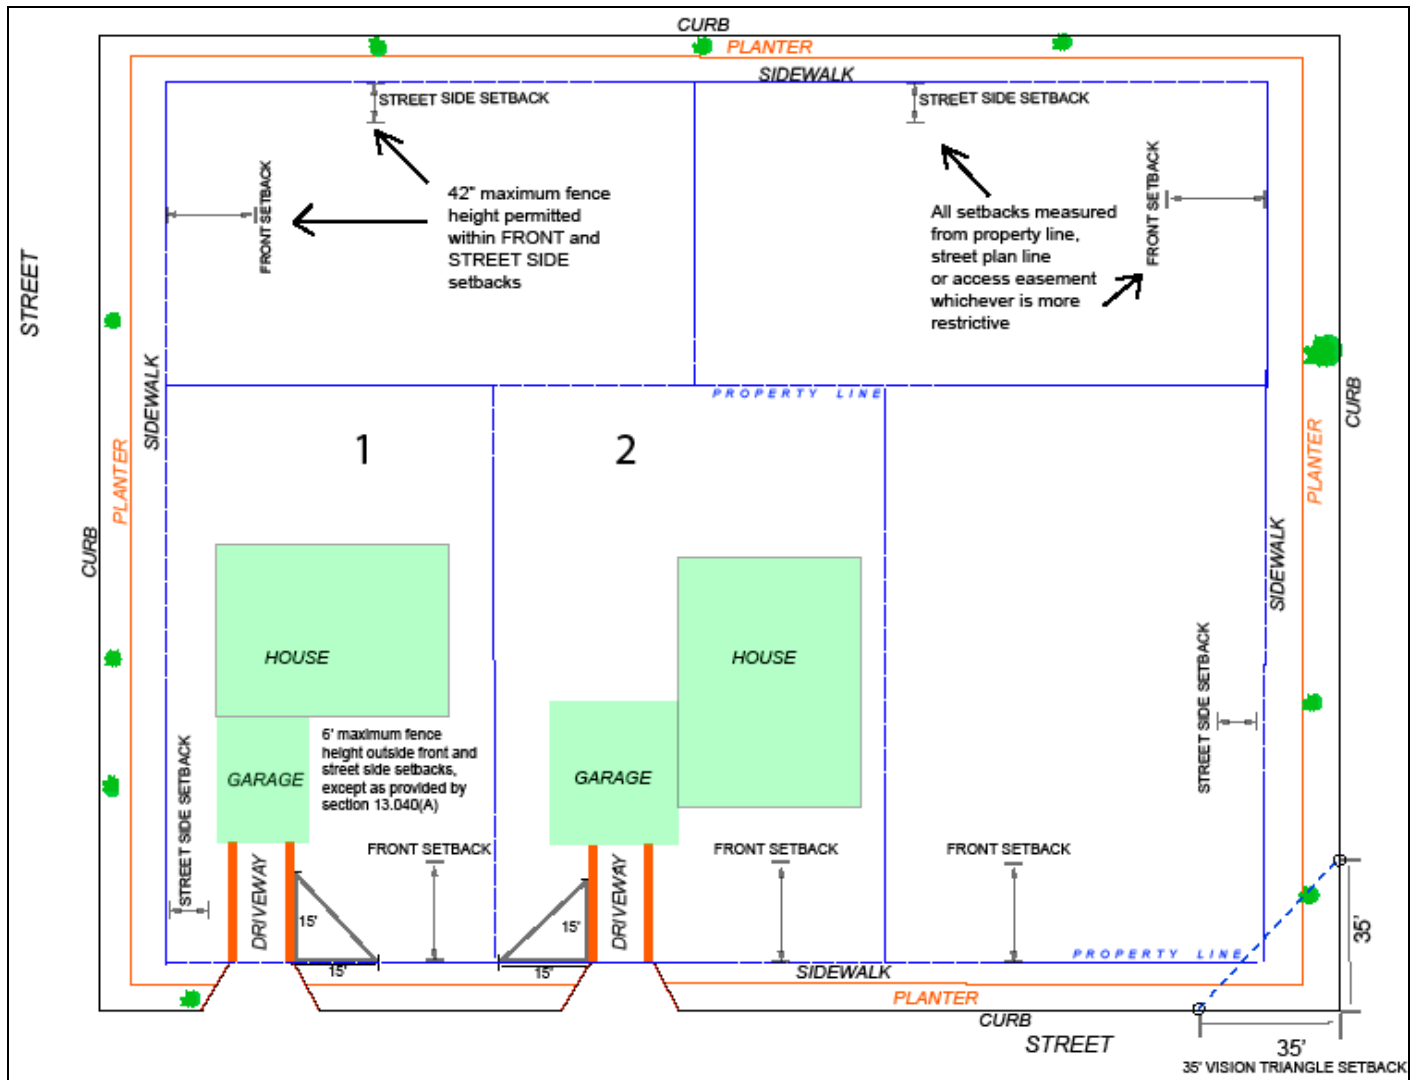 CURB
PLANTER
SIDEWALK
STREET SIDE SETBACK
STREET SIDE SETBACK
FRONT SETBACK
42" maximum fence
height permitted
within FRONT and
STREET SIDE
setbacks
All setbacks measured
from property line,
street plan line
or access easement
whichever is more
restrictive
FRONT SETBACK
STREET
SIDEWALK
PLANTER
CURB
PROPERTY LINE
CURB
PLANTER
SIDEWALK
1
2
HOUSE
HOUSE
6' maximum fence
height outside front and
street side setbacks,
except as provided by
section 13.040(A)
GARAGE
GARAGE
STREET SIDE SETBACK
STREET SIDE SETBACK
FRONT SETBACK
FRONT SETBACK
FRONT SETBACK
DRIVEWAY
15'
15'
15'
DRIVEWAY
15'
35'
PROPERTY LINE
SIDEWALK
PLANTER
CURB
STREET
35'
35' VISION TRIANGLE SETBACK